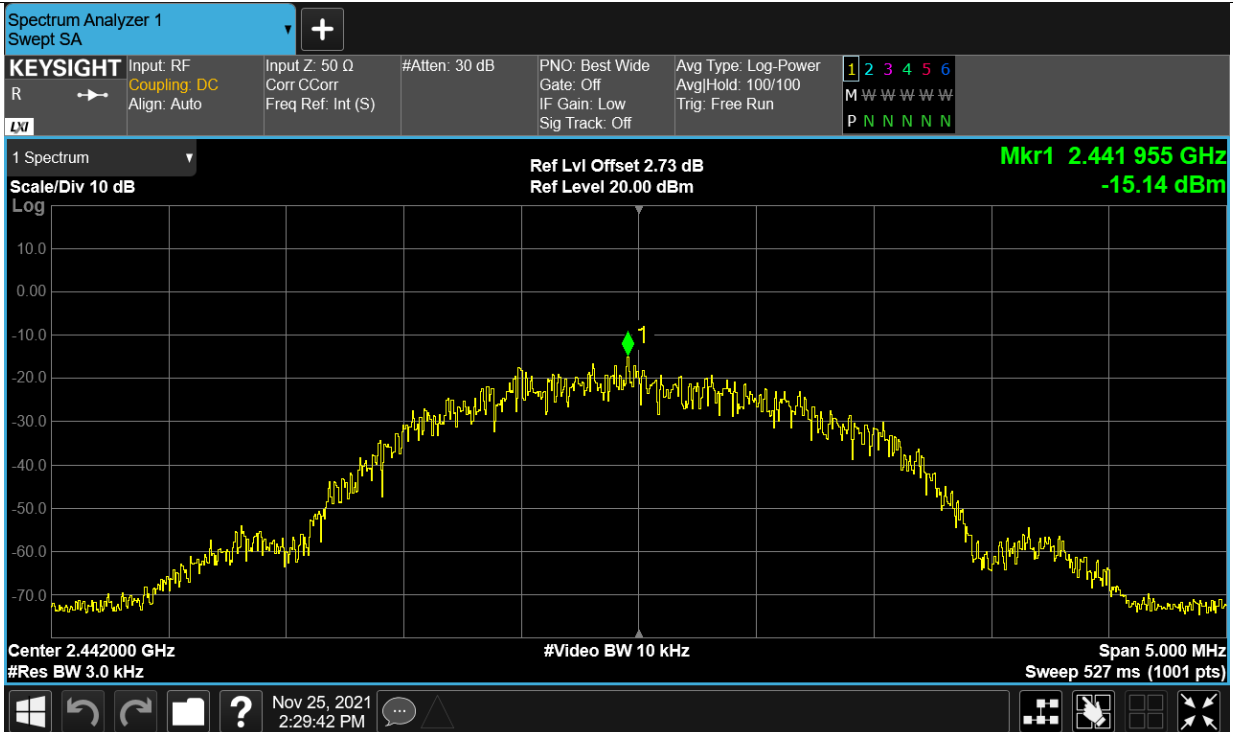 Spectrum Analyzer 1
Swept SA
KEYSIGHT
R
LXI
Input: RF
Coupling: DC
Align: Auto
Input Z: 50 Ω
Corr CCorr
Freq Ref: Int (S)
#Atten: 30 dB
PNO: Best Wide
Gate: Off
IF Gain: Low
Sig Track: Off
Avg Type: Log-Power
Avg|Hold: 100/100
Trig: Free Run
1 2 3 4 5 6
M W W W W W W
P N N N N N N
1 Spectrum
Scale/Div 10 dB
Log
Ref Lvl Offset 2.73 dB
Ref Level 20.00 dBm
Mkr1 2.441 955 GHz
-15.14 dBm
10.0
0.00
-10.0
1
-20.0
-30.0
-40.0
-50.0
-60.0
-70.0
Center 2.442000 GHz
#Video BW 10 kHz
Span 5.000 MHz
#Res BW 3.0 kHz
Sweep 527 ms (1001 pts)
?
Nov 25, 2021
2:29:42 PM